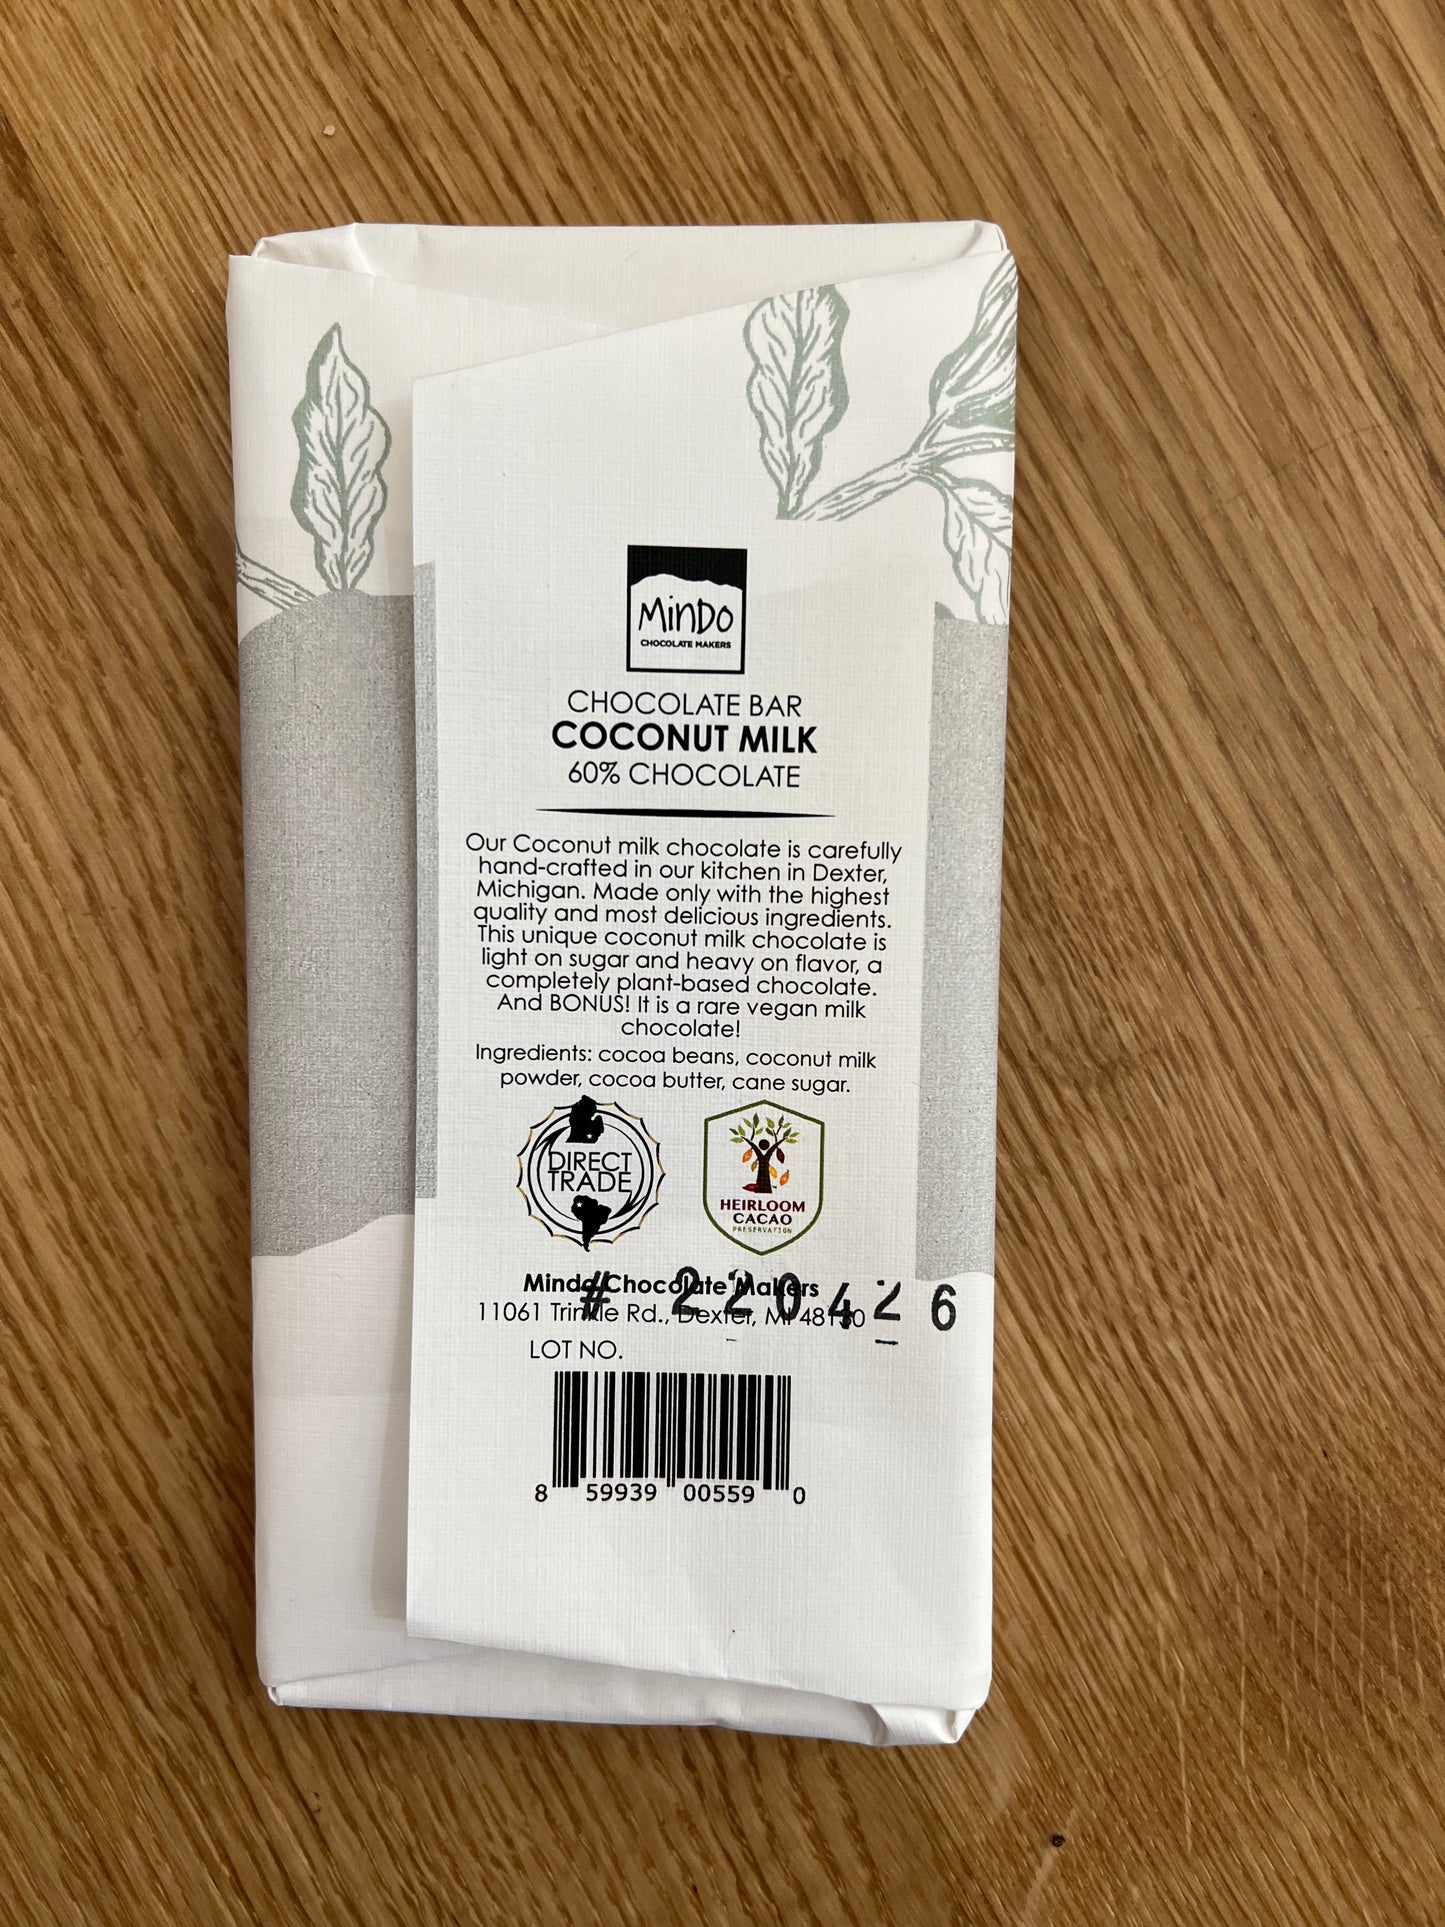 MinDo
CHOCOLATE MAKERS
CHOCOLATE BAR
COCONUT MILK
60% CHOCOLATE
Our Coconut milk chocolate is carefully
hand-crafted in our kitchen in Dexter,
Michigan. Made only with the highest
quality and most delicious ingredients.
This unique coconut milk chocolate is
light on sugar and heavy on flavor, a
completely plant-based chocolate.
And BONUS! It is a rare vegan milk
chocolate!
Ingredients: cocoa beans, coconut milk
powder, cocoa butter, cane sugar.
DIRECT
TRADE
HEIRLOOM
CACAO
PRESERVATION
Mindo Chocolate Makers
# 220426
11061 Trinkle Rd., Dexter, MI 48130
LOT NO.
8 59939 00559 0